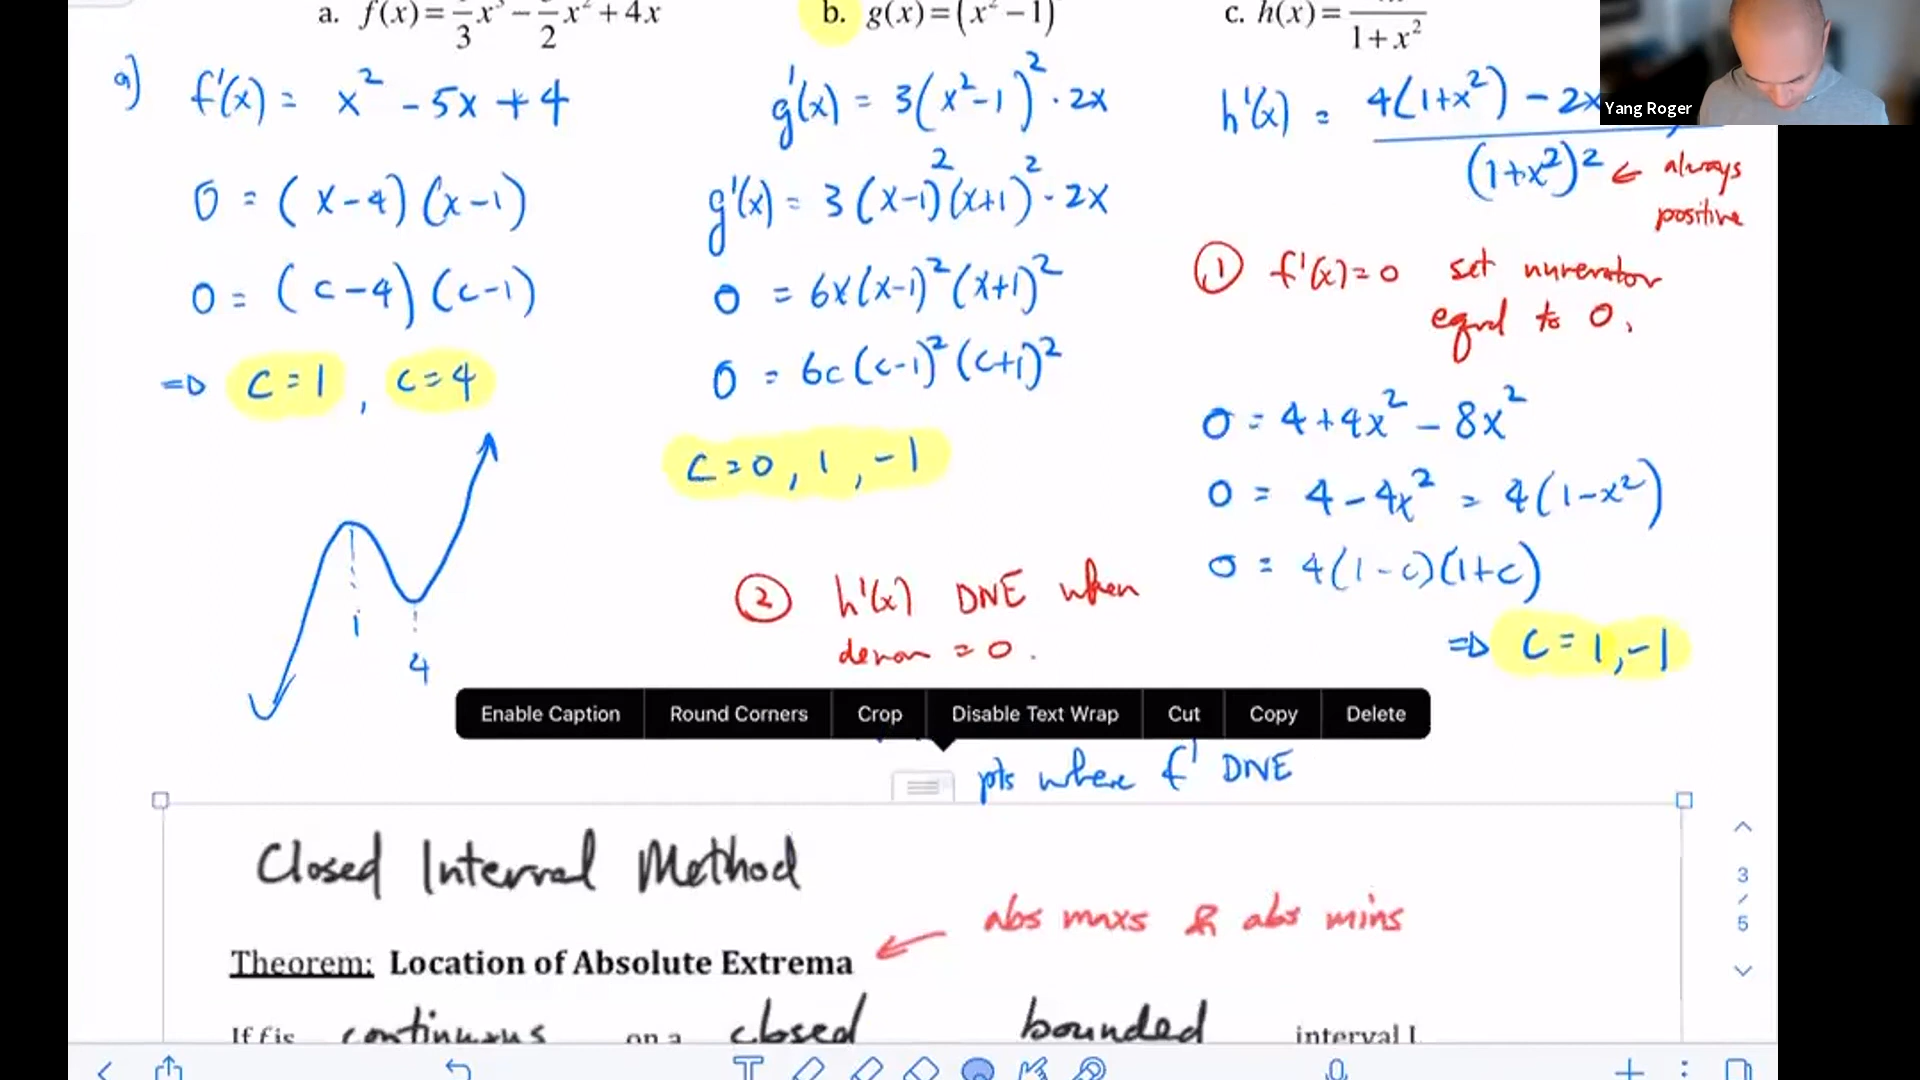 a. f(x)= 3 x³ − 2 x² + 4x
b. g(x)=(x² −1)
c. h(x)= 1+x²
a) f'(x) = x² - 5x + 4
0 = (x-4)(x-1)
0 = (c-4)(c-1)
=> c=1, c=4
1
4
g'(x) = 3(x²-1)² · 2x
g'(x) = 3(x-1)²(x+1)² · 2x
0 = 6x(x-1)²(x+1)²
0 = 6c(c-1)²(c+1)²
c=0, 1, -1
② h'(x) DNE when
denom = 0.
h'(x) = 4(1+x²) - 2x
(1+x²)² ← always
positive
① f'(x)=0 set numerator
equal to 0.
0 = 4+4x² - 8x²
0 = 4-4x² = 4(1-x²)
0 = 4(1-c)(1+c)
=> c = 1, -1
Yang Roger
Enable Caption Round Corners Crop Disable Text Wrap Cut Copy Delete
pts where f' DNE
Closed Interval Method
abs maxs & abs mins
Theorem: Location of Absolute Extrema
If f is continuous on a closed bounded interval I
3
/
5